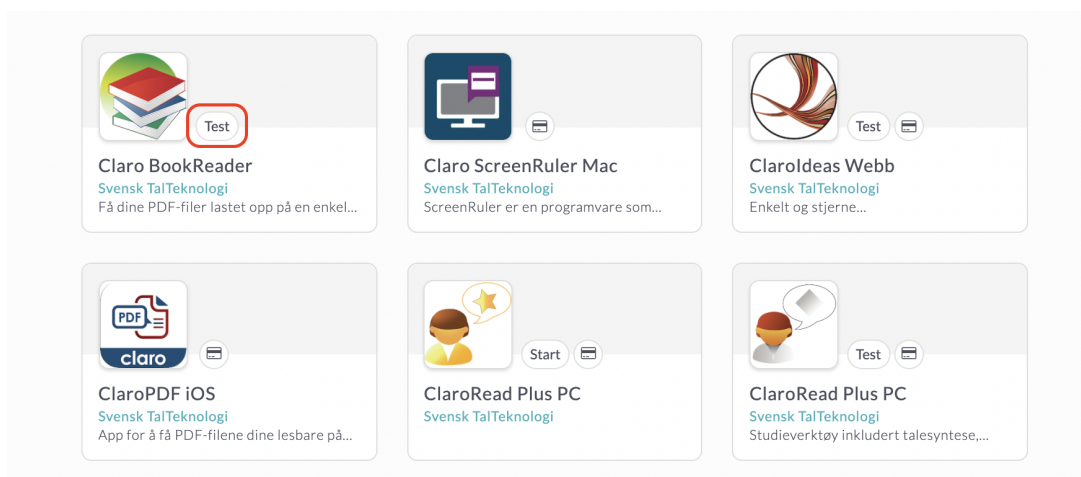 Test
Claro BookReader
Svensk TalTeknologi
Få dine PDF-filer lastet opp på en enkel...
Claro ScreenRuler Mac
Svensk TalTeknologi
ScreenRuler er en programvare som...
Test
ClaroIdeas Webb
Svensk TalTeknologi
Enkelt og stjerne...
PDF
claro
ClaroPDF iOS
Svensk TalTeknologi
App for å få PDF-filene dine lesbare på...
Start
ClaroRead Plus PC
Svensk TalTeknologi
Test
ClaroRead Plus PC
Svensk TalTeknologi
Studieverktøy inkludert talesyntese,...